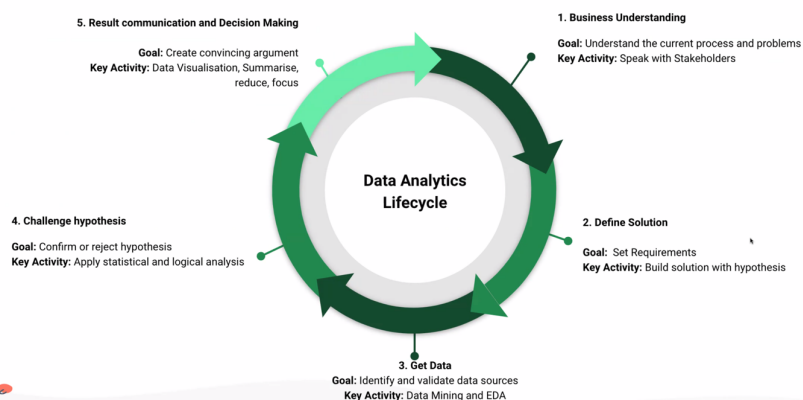 5. Result communication and Decision Making
Goal: Create convincing argument
Key Activity: Data Visualisation, Summarise,
reduce, focus
1. Business Understanding
Goal: Understand the current process and problems
Key Activity: Speak with Stakeholders
Data Analytics
Lifecycle
4. Challenge hypothesis
Goal: Confirm or reject hypothesis
Key Activity: Apply statistical and logical analysis
2. Define Solution
Goal: Set Requirements
Key Activity: Build solution with hypothesis
3. Get Data
Goal: Identify and validate data sources
Key Activity: Data Mining and EDA